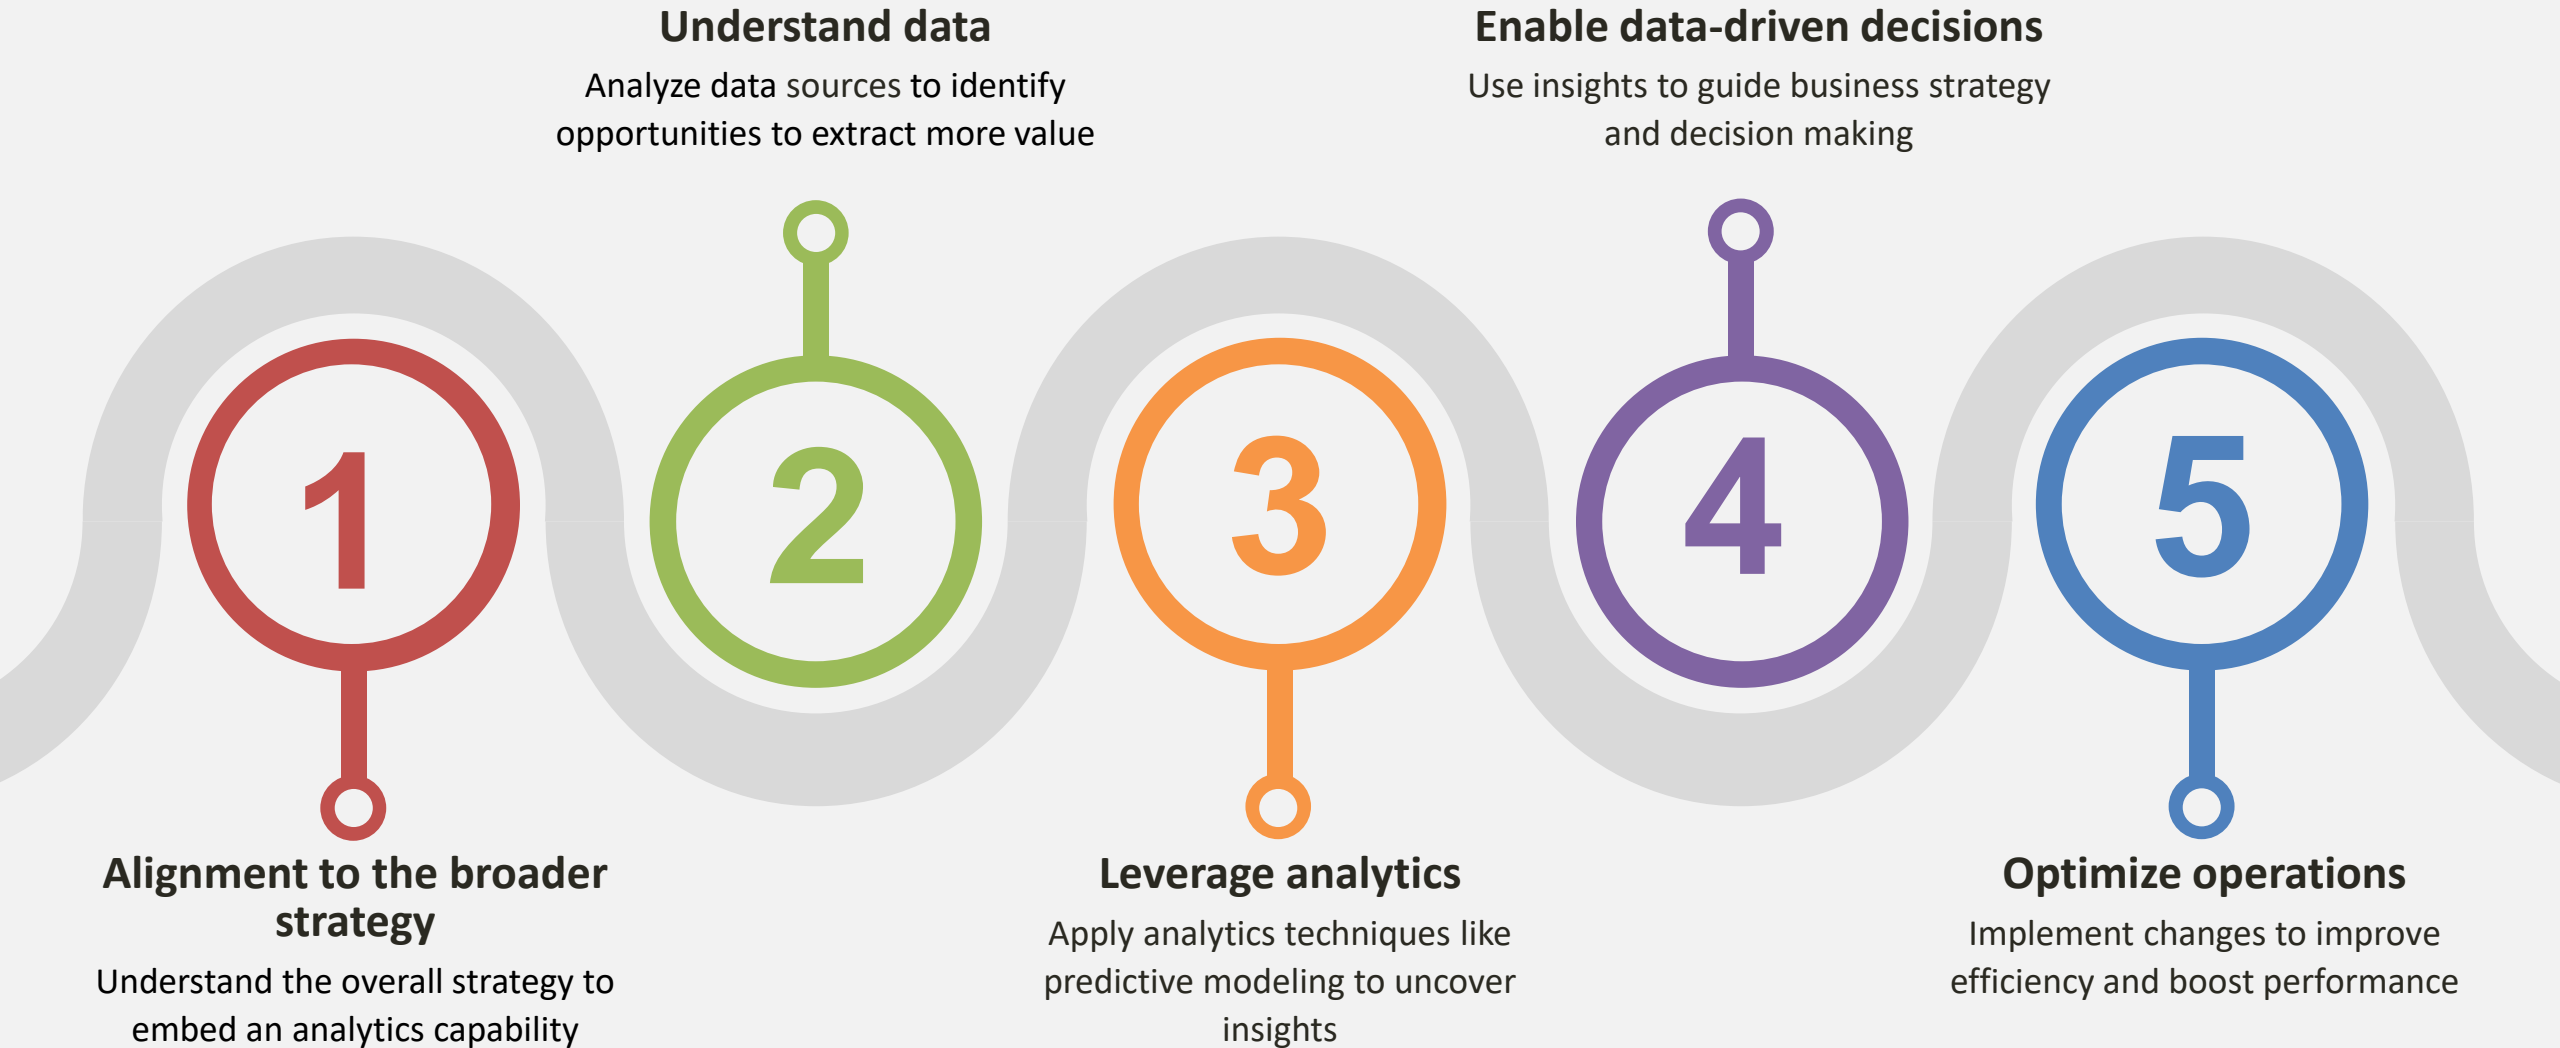 1
Alignment to the broader
strategy
Understand the overall strategy to
embed an analytics capability
Understand data
Analyze data sources to identify
opportunities to extract more value
2
3
Leverage analytics
Apply analytics techniques like
predictive modeling to uncover
insights
Enable data-driven decisions
Use insights to guide business strategy
and decision making
4
5
Optimize operations
Implement changes to improve
efficiency and boost performance